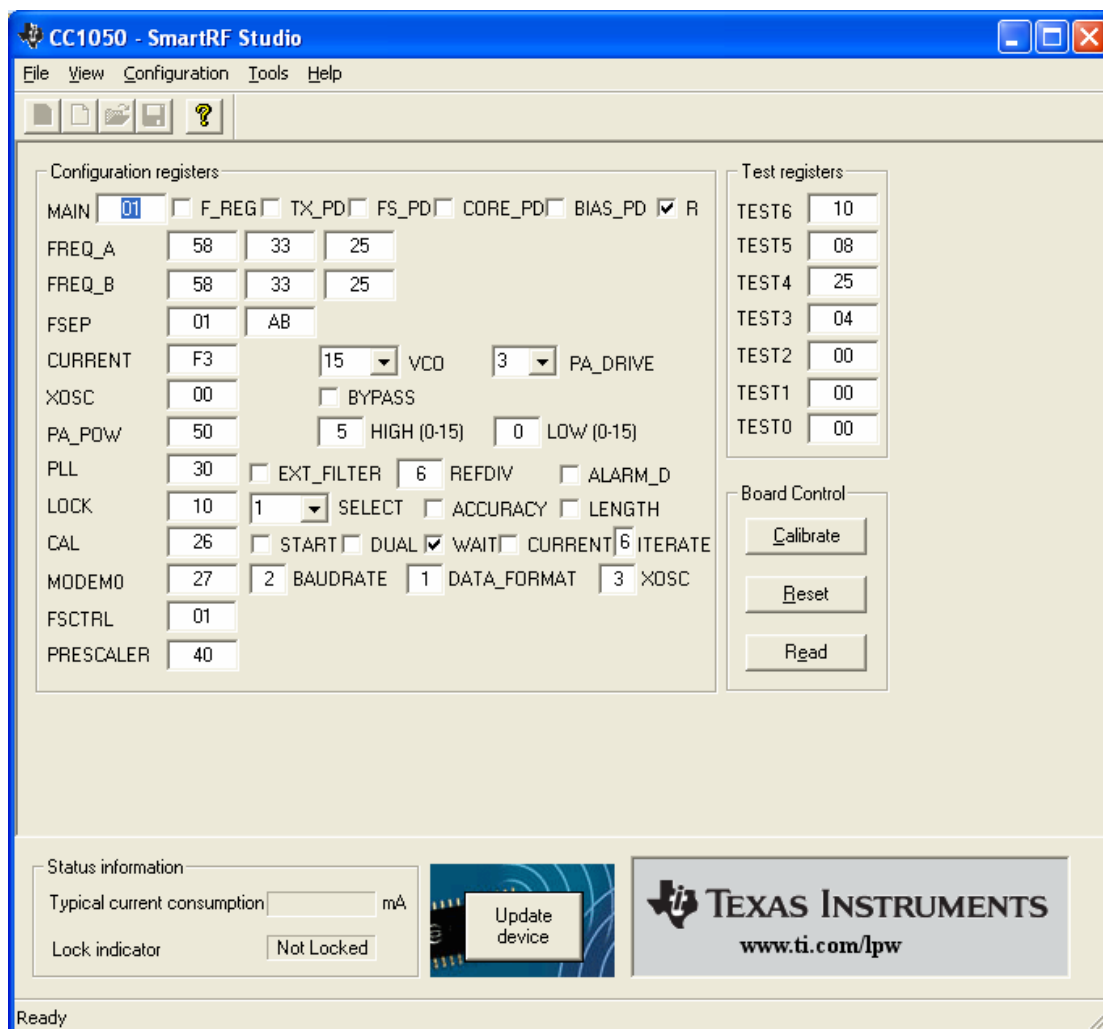 CC1050 - SmartRF Studio
File View Configuration Tools Help
Configuration registers
MAIN 01 F_REG TX_PD FS_PD CORE_PD BIAS_PD R
FREQ_A 58 33 25
FREQ_B 58 33 25
FSEP 01 AB
CURRENT F3 15 VCO 3 PA_DRIVE
XOSC 00 BYPASS
PA_POW 50 5 HIGH (0-15) 0 LOW (0-15)
PLL 30 EXT_FILTER 6 REFDIV ALARM_D
LOCK 10 1 SELECT ACCURACY LENGTH
CAL 26 START DUAL WAIT CURRENT 6 ITERATE
MODEM0 27 2 BAUDRATE 1 DATA_FORMAT 3 XOSC
FSCTRL 01
PRESCALER 40
Test registers
TEST6 10
TEST5 08
TEST4 25
TEST3 04
TEST2 00
TEST1 00
TEST0 00
Board Control
Calibrate
Reset
Read
Status information
Typical current consumption mA
Lock indicator Not Locked
Update
device
TEXAS INSTRUMENTS
www.ti.com/lpw
Ready